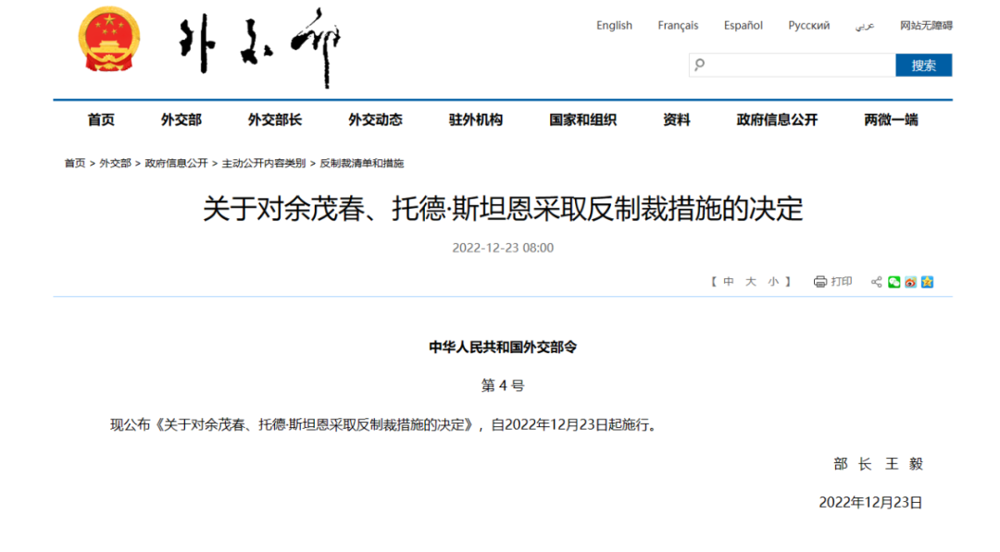 外交部
English Français Español Русский عربي 网站无障碍
搜索
首页 外交部 外交部长 外交动态 驻外机构 国家和组织 资料 政府信息公开 两微一端
首页 > 外交部 > 政府信息公开 > 主动公开内容类别 > 反制裁清单和措施
关于对余茂春、托德·斯坦恩采取反制裁措施的决定
2022-12-23 08:00
【 中 大 小 】 打印
中华人民共和国外交部令
第 4 号
现公布《关于对余茂春、托德·斯坦恩采取反制裁措施的决定》，自2022年12月23日起施行。
部 长 王 毅
2022年12月23日